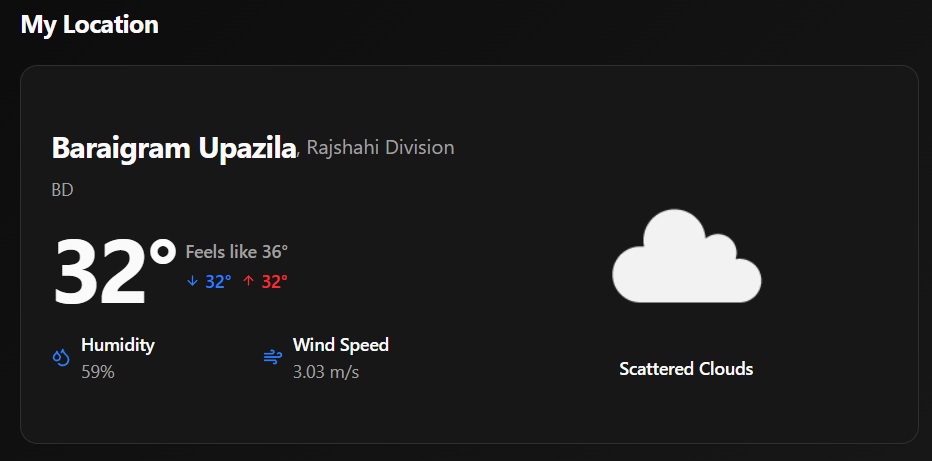 My Location
Baraigram Upazila, Rajshahi Division
BD
32° Feels like 36°
↓ 32° ↑ 32°
Humidity
59%
Wind Speed
3.03 m/s
Scattered Clouds